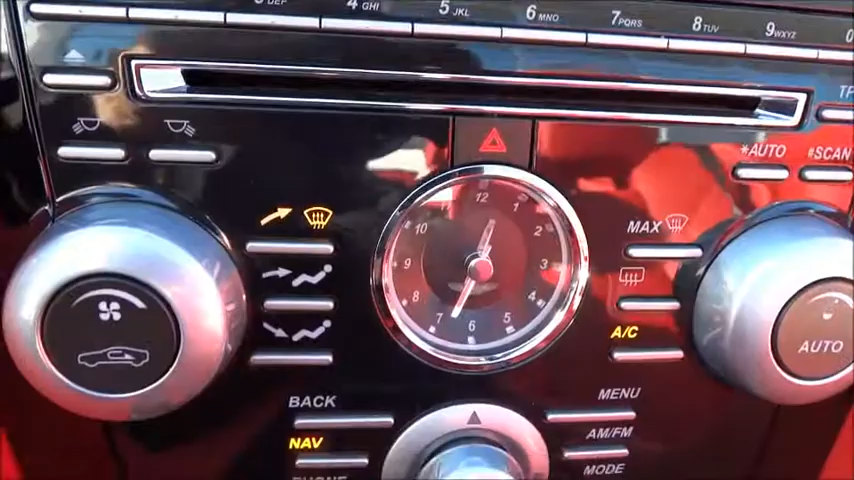 4 GHI 5 JKL 6 MNO 7 PQRS 8 TUV 9 WXYZ
*AUTO #SCAN
MAX
12 1 2 3 4 5 6 7 8 9 10 11
A/C
AUTO
BACK MENU
NAV AM/FM
MODE